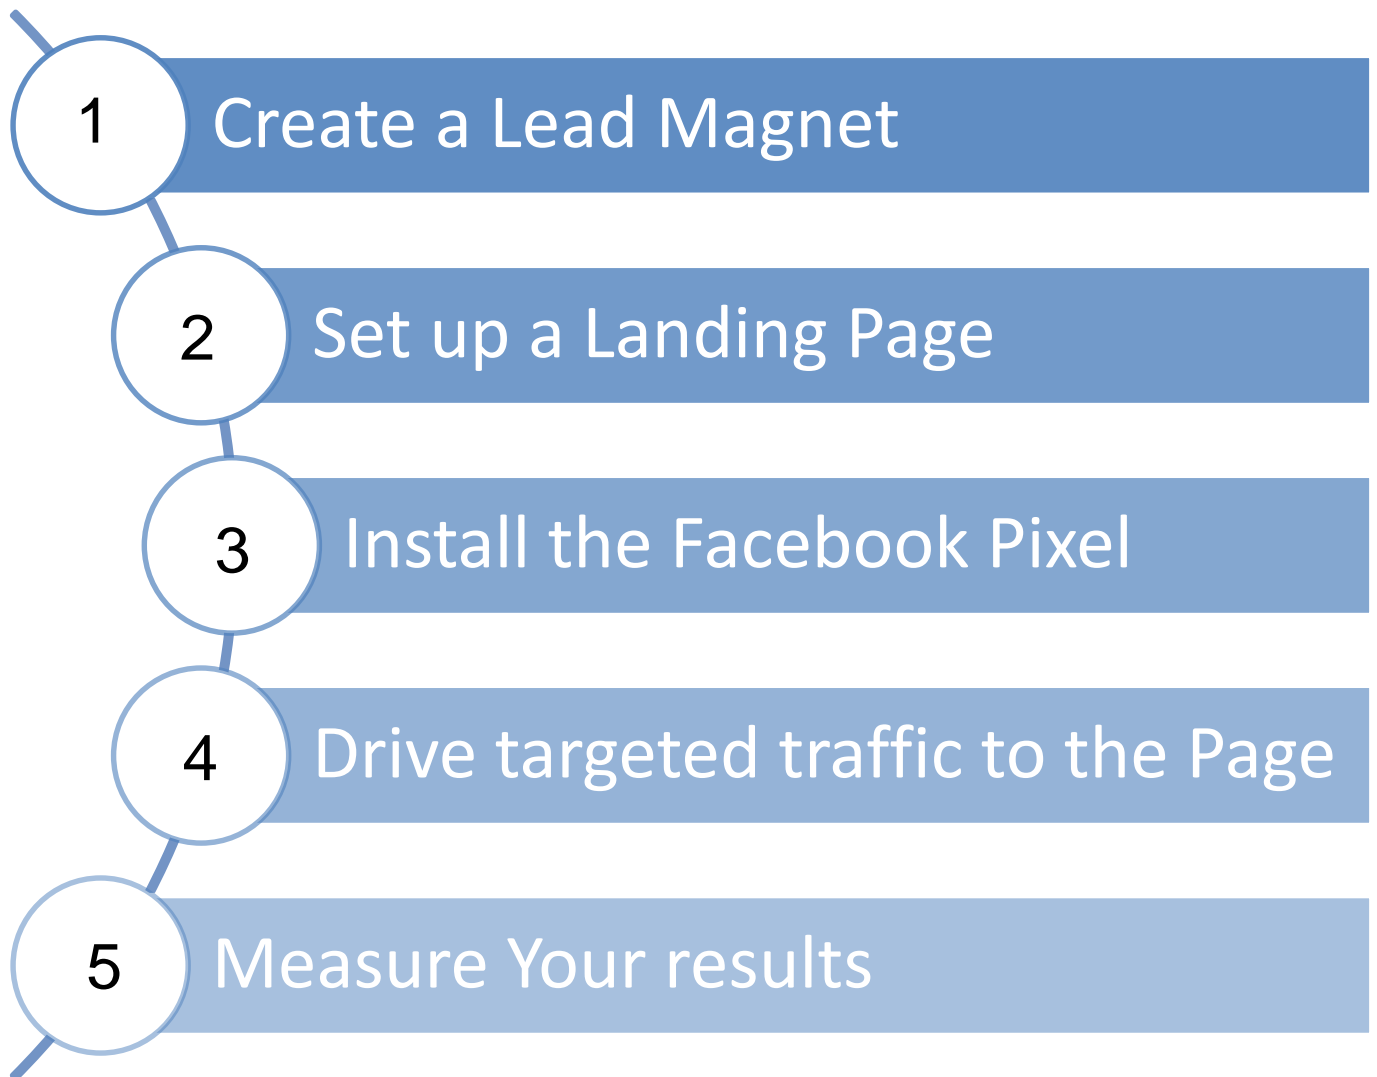 1 Create a Lead Magnet
2 Set up a Landing Page
3 Install the Facebook Pixel
4 Drive targeted traffic to the Page
5 Measure Your results